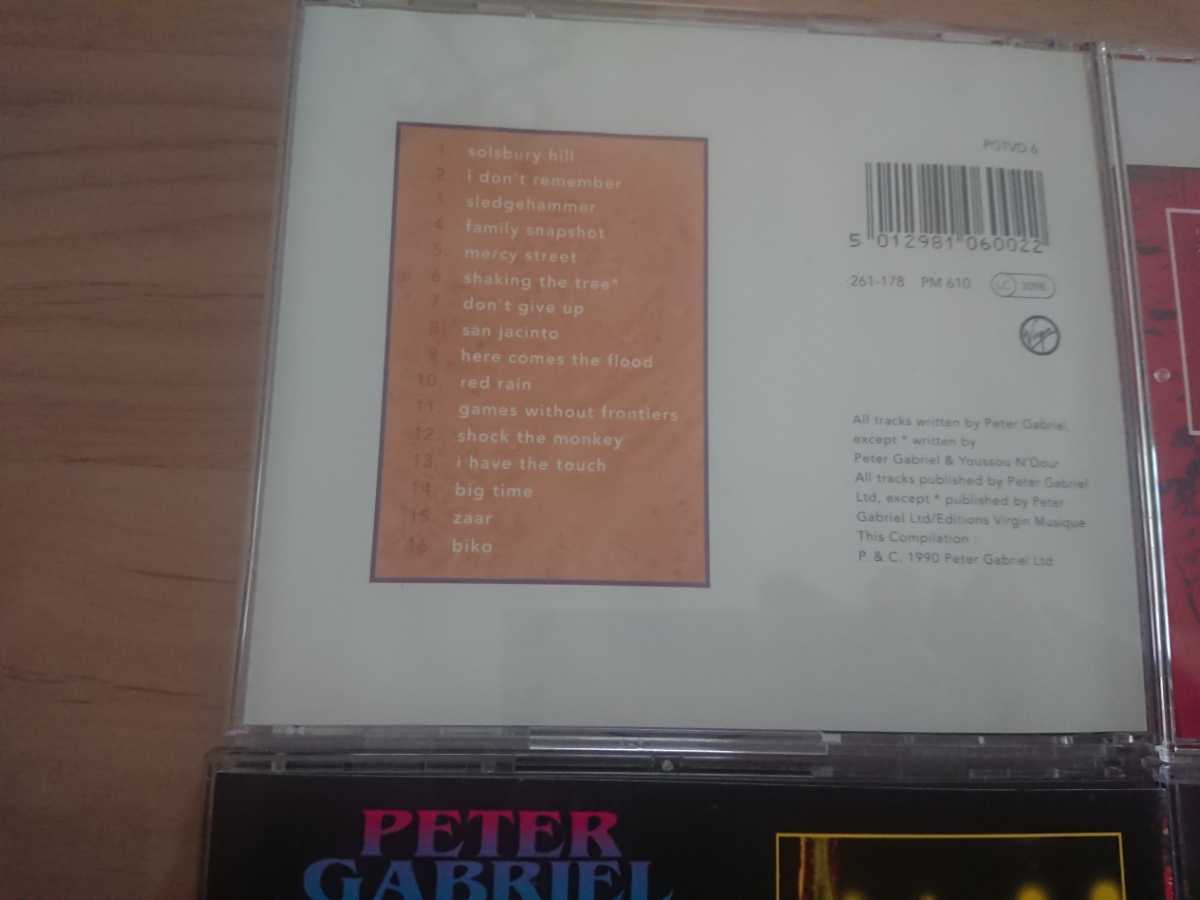 1 solsbury hill
2 i don't remember
3 sledgehammer
4 family snapshot
5 mercy street
6 shaking the tree*
7 don't give up
8 san jacinto
9 here comes the flood
10 red rain
11 games without frontiers
12 shock the monkey
13 i have the touch
14 big time
15 zaar
16 biko
PGTVD 6
5 012981 060022
261-178 PM 610 LC 3098
Virgin
All tracks written by Peter Gabriel,
except * written by
Peter Gabriel & Youssou N'Dour
All tracks published by Peter Gabriel
Ltd, except * published by Peter
Gabriel Ltd/Editions Virgin Musique
This Compilation :
P. & C. 1990 Peter Gabriel Ltd
PETER
GABRIEL